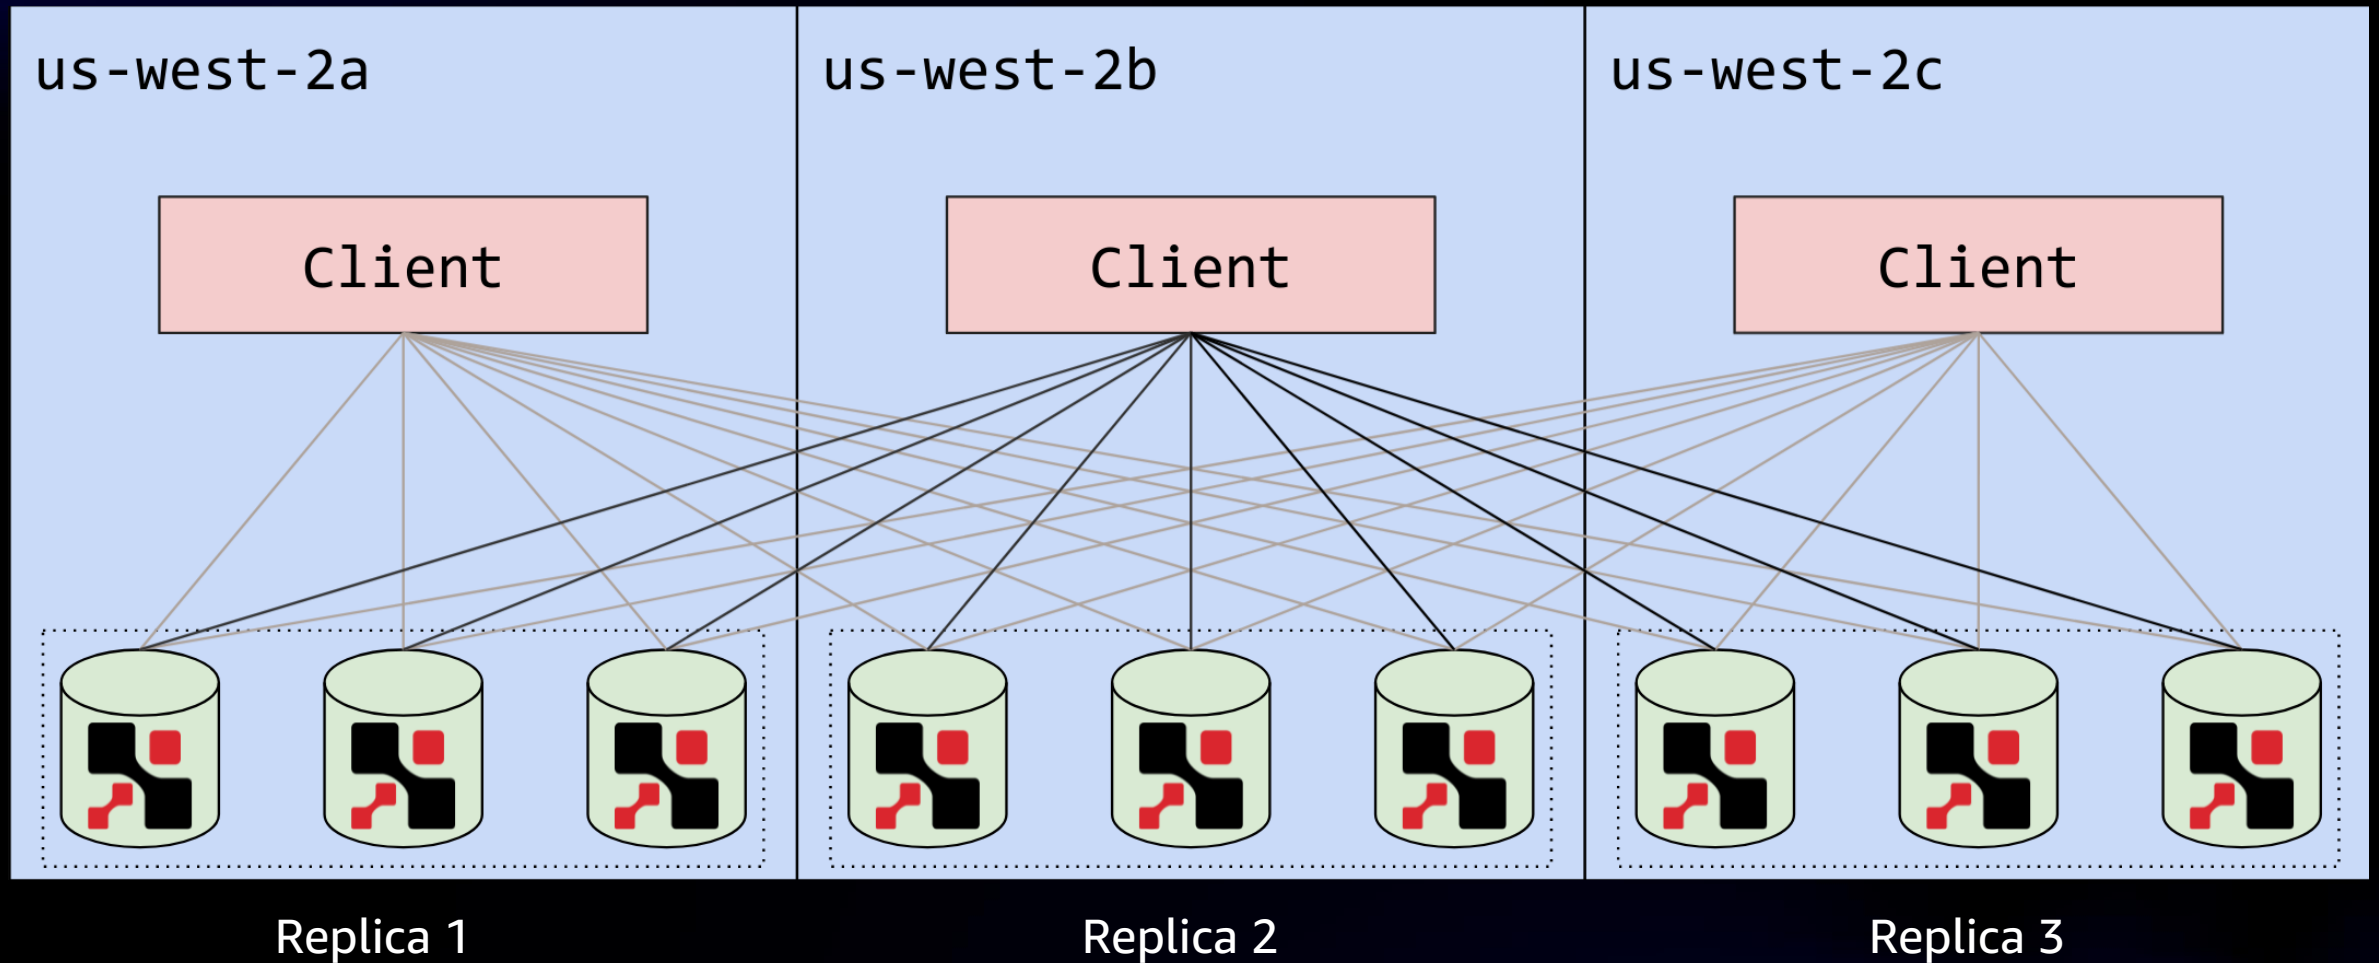 us-west-2a
us-west-2b
us-west-2c
Client
Client
Client
Replica 1
Replica 2
Replica 3